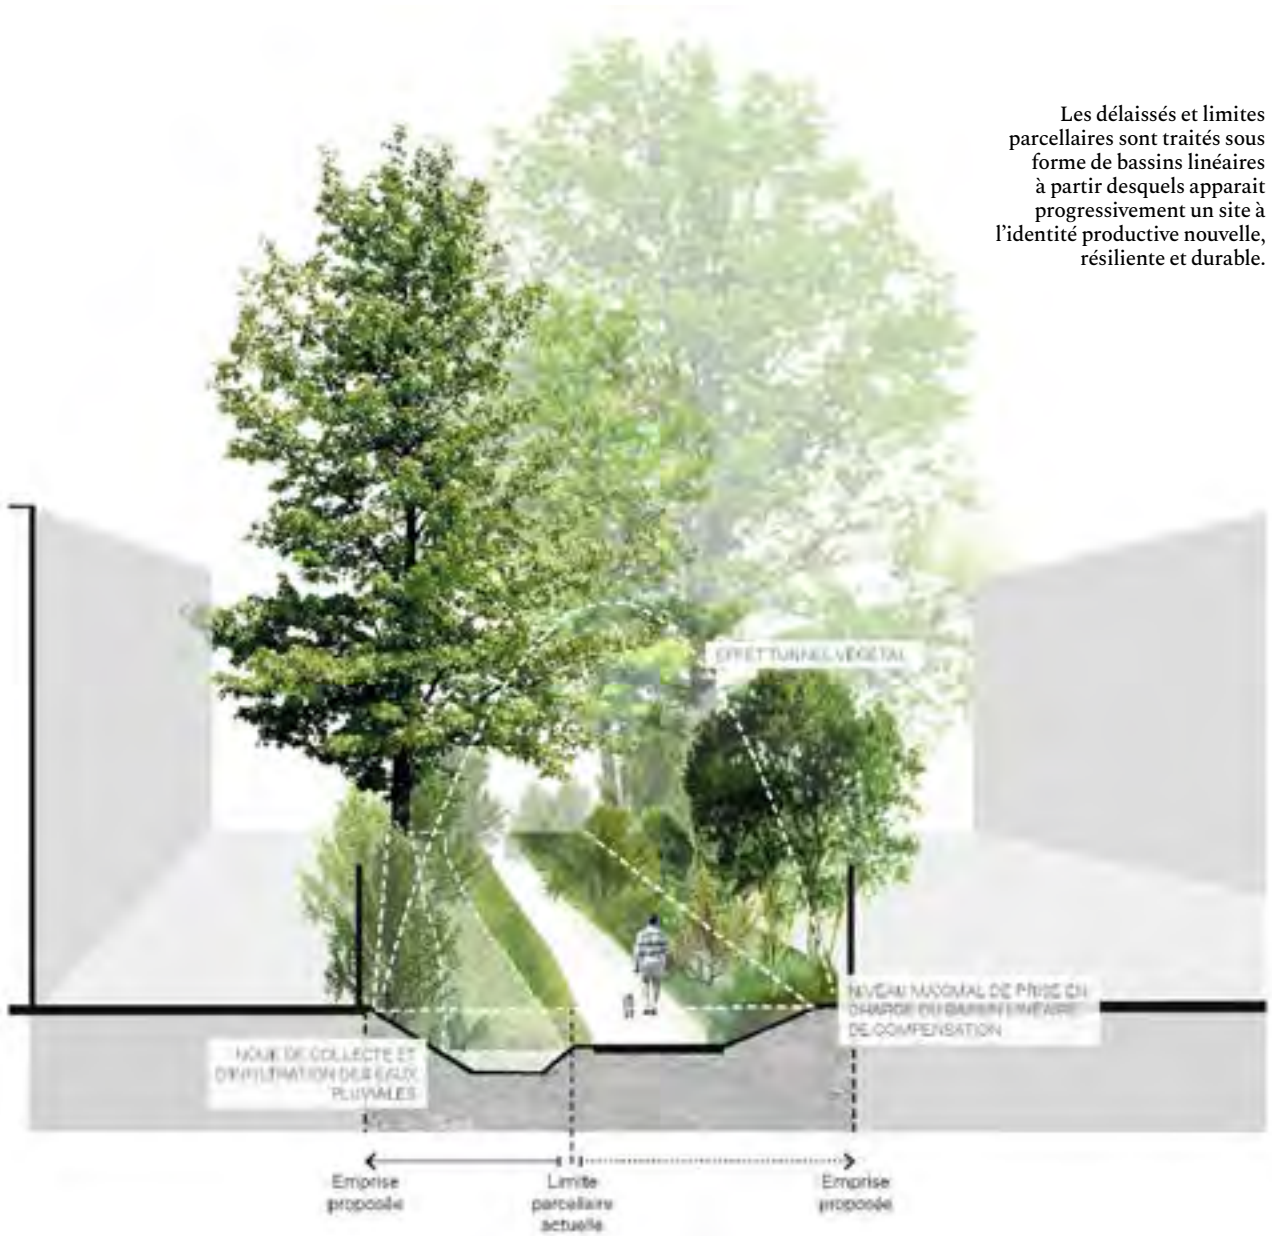 Les délaissés et limites
parcellaires sont traités sous
forme de bassins linéaires
à partir desquels apparait
progressivement un site à
l'identité productive nouvelle,
résiliente et durable.
EFFET TUNNEL VÉGÉTAL
NIVEAU MAXIMAL DE PRISE EN
CHARGE DU BASSIN LINÉAIRE
DE COMPENSATION
NOUE DE COLLECTE ET
D'INFILTRATION DES EAUX
PLUVIALES
Emprise
proposée
Limite
parcellaire
actuelle
Emprise
proposée